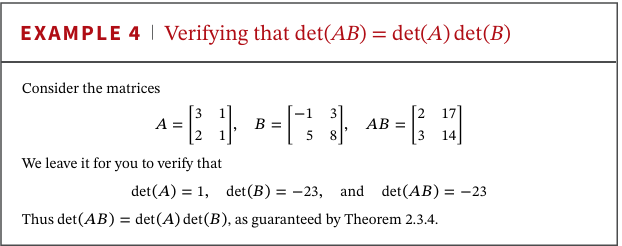 EXAMPLE 4 | Verifying that det(AB) = det(A) det(B)
Consider the matrices
A = [3 1; 2 1], B = [−1 3; 5 8], AB = [2 17; 3 14]
We leave it for you to verify that
det(A) = 1, det(B) = −23, and det(AB) = −23
Thus det(AB) = det(A) det(B), as guaranteed by Theorem 2.3.4.